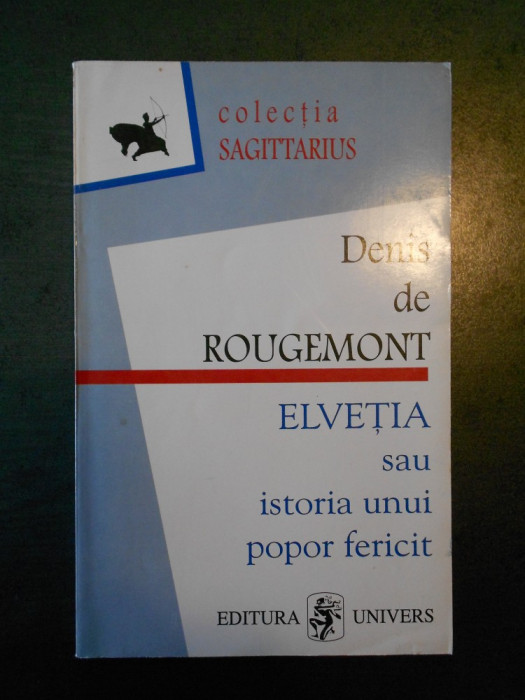 colecția
SAGITTARIUS
Denis
de
ROUGEMONT
ELVEȚIA
sau
istoria unui
popor fericit
EDITURA UNIVERS